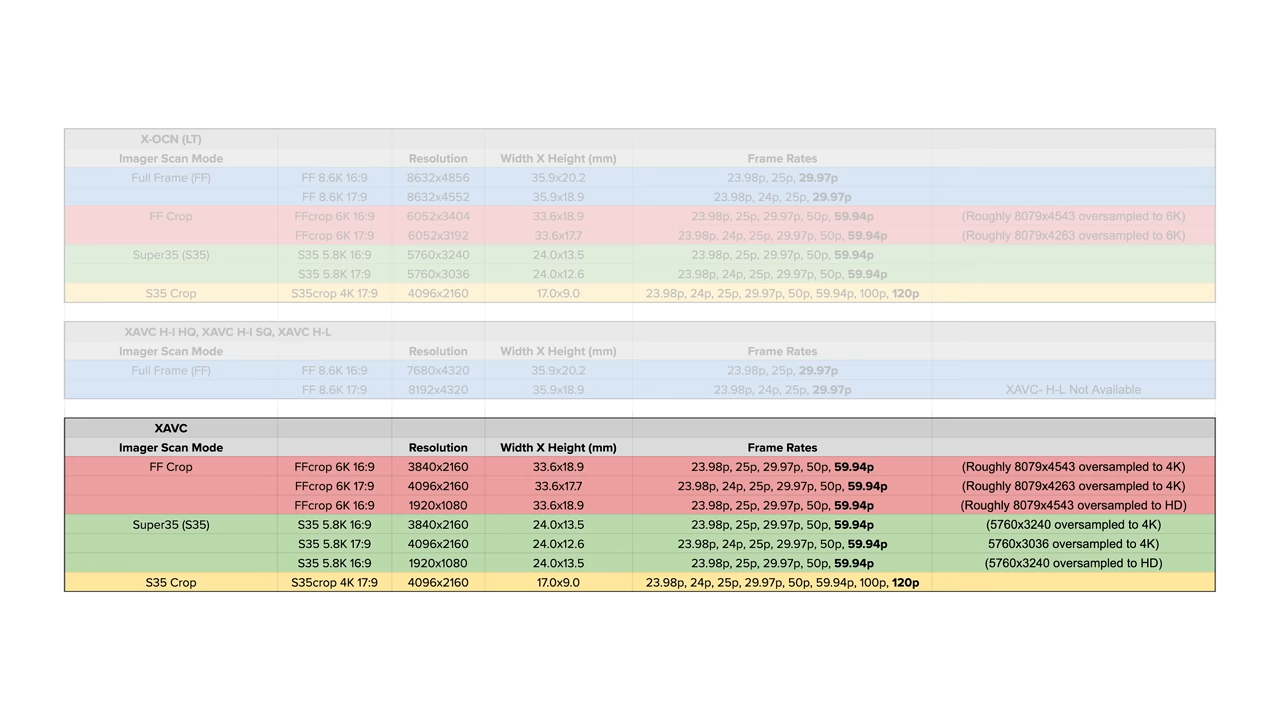 X-OCN (LT)
Imager Scan Mode Resolution Width X Height (mm) Frame Rates
Full Frame (FF) FF 8.6K 16:9 8632x4856 35.9x20.2 23.98p, 25p, 29.97p
FF 8.6K 17:9 8632x4552 35.9x18.9 23.98p, 24p, 25p, 29.97p
FF Crop FFcrop 6K 16:9 6052x3404 33.6x18.9 23.98p, 25p, 29.97p, 50p, 59.94p (Roughly 8079x4543 oversampled to 6K)
FFcrop 6K 17:9 6052x3192 33.6x17.7 23.98p, 24p, 25p, 29.97p, 50p, 59.94p (Roughly 8079x4263 oversampled to 6K)
Super35 (S35) S35 5.8K 16:9 5760x3240 24.0x13.5 23.98p, 25p, 29.97p, 50p, 59.94p
S35 5.8K 17:9 5760x3036 24.0x12.6 23.98p, 24p, 25p, 29.97p, 50p, 59.94p
S35 Crop S35crop 4K 17:9 4096x2160 17.0x9.0 23.98p, 24p, 25p, 29.97p, 50p, 59.94p, 100p, 120p
XAVC H-I HQ, XAVC H-I SQ, XAVC H-L
Imager Scan Mode Resolution Width X Height (mm) Frame Rates
Full Frame (FF) FF 8.6K 16:9 7680x4320 35.9x20.2 23.98p, 25p, 29.97p
FF 8.6K 17:9 8192x4320 35.9x18.9 23.98p, 24p, 25p, 29.97p XAVC- H-L Not Available
XAVC
Imager Scan Mode Resolution Width X Height (mm) Frame Rates
FF Crop FFcrop 6K 16:9 3840x2160 33.6x18.9 23.98p, 25p, 29.97p, 50p, 59.94p (Roughly 8079x4543 oversampled to 4K)
FFcrop 6K 17:9 4096x2160 33.6x17.7 23.98p, 24p, 25p, 29.97p, 50p, 59.94p (Roughly 8079x4263 oversampled to 4K)
FFcrop 6K 16:9 1920x1080 33.6x18.9 23.98p, 25p, 29.97p, 50p, 59.94p (Roughly 8079x4543 oversampled to HD)
Super35 (S35) S35 5.8K 16:9 3840x2160 24.0x13.5 23.98p, 25p, 29.97p, 50p, 59.94p (5760x3240 oversampled to 4K)
S35 5.8K 17:9 4096x2160 24.0x12.6 23.98p, 24p, 25p, 29.97p, 50p, 59.94p 5760x3036 oversampled to 4K)
S35 5.8K 16:9 1920x1080 24.0x13.5 23.98p, 25p, 29.97p, 50p, 59.94p (5760x3240 oversampled to HD)
S35 Crop S35crop 4K 17:9 4096x2160 17.0x9.0 23.98p, 24p, 25p, 29.97p, 50p, 59.94p, 100p, 120p